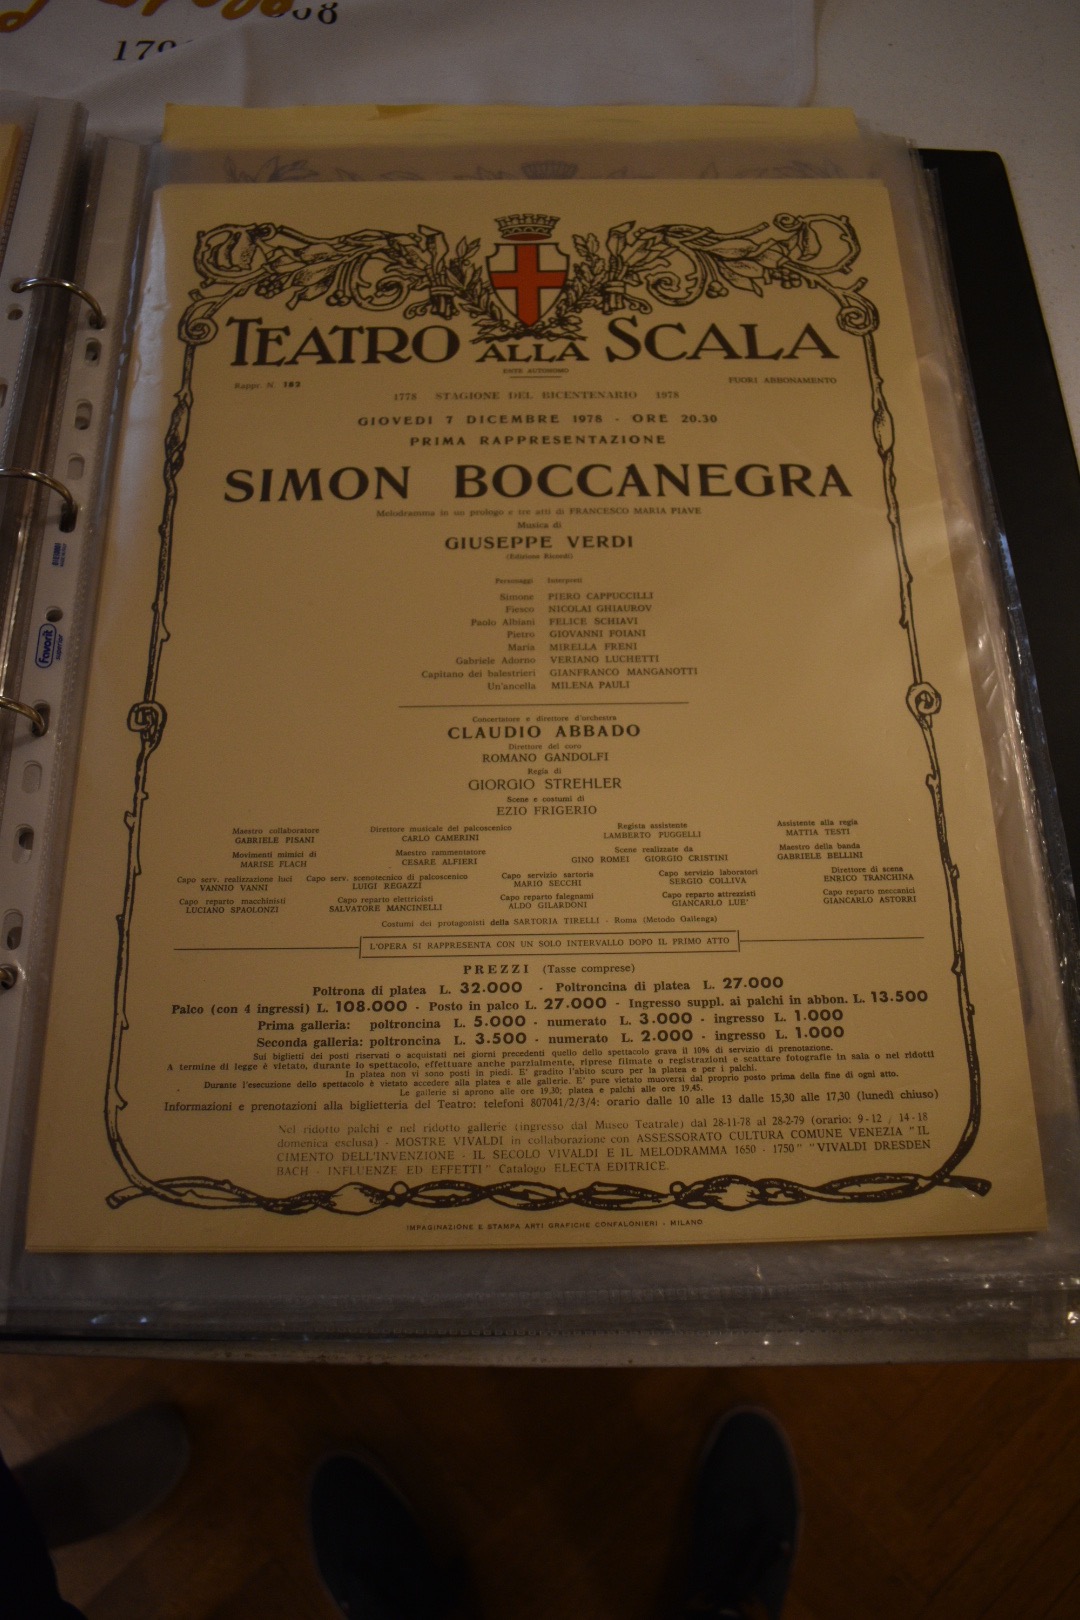 TEATRO ALLA SCALA
ENTE AUTONOMO
Rappr. N. 182
FUORI ABBONAMENTO
1778 STAGIONE DEL BICENTENARIO 1978
GIOVEDI 7 DICEMBRE 1978 - ORE 20.30
PRIMA RAPPRESENTAZIONE
SIMON BOCCANEGRA
Melodramma in un prologo e tre atti di FRANCESCO MARIA PIAVE
Musica di
GIUSEPPE VERDI
(Edizione Ricordi)
Personaggi Interpreti
Simone PIERO CAPPUCCILLI
Fiesco NICOLAI GHIAUROV
Paolo Albiani FELICE SCHIAVI
Pietro GIOVANNI FOIANI
Maria MIRELLA FRENI
Gabriele Adorno VERIANO LUCHETTI
Capitano dei balestrieri GIANFRANCO MANGANOTTI
Un'ancella MILENA PAULI
Concertatore e direttore d'orchestra
CLAUDIO ABBADO
Direttore del coro
ROMANO GANDOLFI
Regia di
GIORGIO STREHLER
Scene e costumi di
EZIO FRIGERIO
Maestro collaboratore Direttore musicale del palcoscenico Regista assistente Assistente alla regia
GABRIELE PISANI CARLO CAMERINI LAMBERTO PUGGELLI MATTIA TESTI
Movimenti mimici di Maestro rammentatore Scene realizzate da Maestro della banda
MARISE FLACH CESARE ALFIERI GINO ROMEI GIORGIO CRISTINI GABRIELE BELLINI
Capo serv. realizzazione luci Capo serv. scenotecnico di palcoscenico Capo servizio sartoria Capo servizio laboratori Direttore di scena
VANNIO VANNI LUIGI REGAZZI MARIO SECCHI SERGIO COLLIVA ENRICO TRANCHINA
Capo reparto macchinisti Capo reparto elettricisti Capo reparto falegnami Capo reparto attrezzisti Capo reparto meccanici
LUCIANO SPAOLONZI SALVATORE MANCINELLI ALDO GILARDONI GIANCARLO LUE' GIANCARLO ASTORRI
Costumi dei protagonisti della SARTORIA TIRELLI - Roma (Metodo Gallenga)
L'OPERA SI RAPPRESENTA CON UN SOLO INTERVALLO DOPO IL PRIMO ATTO
PREZZI (Tasse comprese)
Poltrona di platea L. 32.000 - Poltroncina di platea L. 27.000
Palco (con 4 ingressi) L. 108.000 - Posto in palco L. 27.000 - Ingresso suppl. ai palchi in abbon. L. 13.500
Prima galleria: poltroncina L. 5.000 - numerato L. 3.000 - ingresso L. 1.000
Seconda galleria: poltroncina L. 3.500 - numerato L. 2.000 - ingresso L. 1.000
Sui biglietti dei posti riservati o acquistati nei giorni precedenti quello dello spettacolo grava il 10% di servizio di prenotazione.
A termine di legge è vietato, durante lo spettacolo, effettuare anche parzialmente, riprese filmate o registrazioni e scattare fotografie in sala o nei ridotti
In platea non vi sono posti in piedi. E' gradito l'abito scuro per la platea e per i palchi.
Durante l'esecuzione dello spettacolo è vietato accedere alla platea e alle gallerie. E' pure vietato muoversi dal proprio posto prima della fine di ogni atto.
Le gallerie si aprono alle ore 19,30; platea e palchi alle ore 19,45.
Informazioni e prenotazioni alla biglietteria del Teatro: telefoni 807041/2/3/4; orario dalle 10 alle 13 dalle 15,30 alle 17,30 (lunedì chiuso)
Nel ridotto palchi e nel ridotto gallerie (ingresso dal Museo Teatrale) dal 28-11-78 al 28-2-79 (orario: 9-12 / 14-18
domenica esclusa) - MOSTRE VIVALDI in collaborazione con ASSESSORATO CULTURA COMUNE VENEZIA "IL
CIMENTO DELL'INVENZIONE - IL SECOLO VIVALDI E IL MELODRAMMA 1650 - 1750" "VIVALDI DRESDEN
BACH - INFLUENZE ED EFFETTI" Catalogo ELECTA EDITRICE.
IMPAGINAZIONE E STAMPA ARTI GRAFICHE CONFALONIERI - MILANO
Favorit
superior